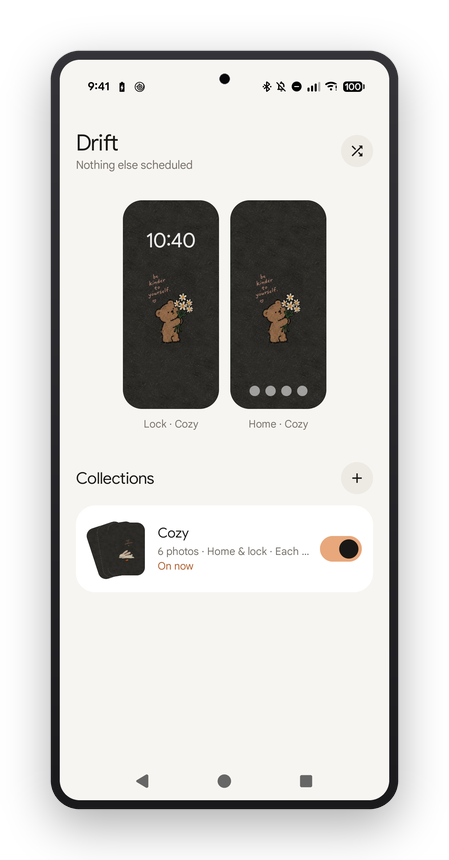 9:41
100
Drift
Nothing else scheduled
10:40
be
kinder
to
yourself.
be
kinder
to
yourself.
Lock · Cozy
Home · Cozy
Collections
Cozy
6 photos · Home & lock · Each ...
On now